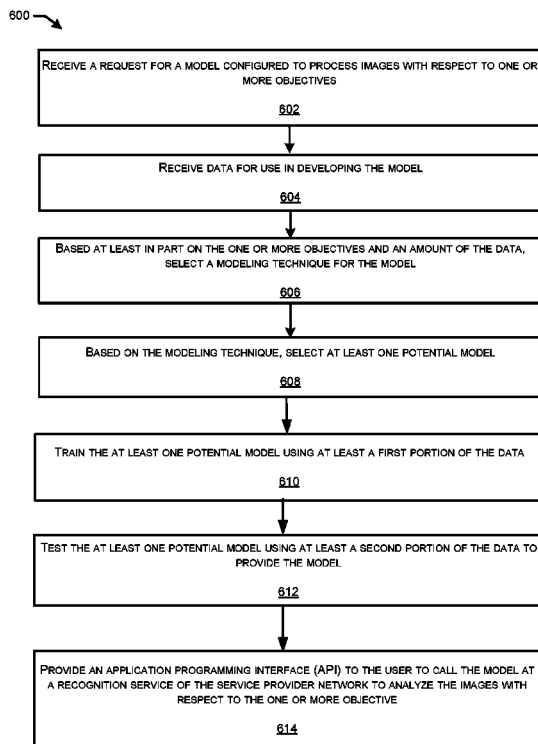 600
RECEIVE A REQUEST FOR A MODEL CONFIGURED TO PROCESS IMAGES WITH RESPECT TO ONE OR
MORE OBJECTIVES
602
RECEIVE DATA FOR USE IN DEVELOPING THE MODEL
604
BASED AT LEAST IN PART ON THE ONE OR MORE OBJECTIVES AND AN AMOUNT OF THE DATA,
SELECT A MODELING TECHNIQUE FOR THE MODEL
606
BASED ON THE MODELING TECHNIQUE, SELECT AT LEAST ONE POTENTIAL MODEL
608
TRAIN THE AT LEAST ONE POTENTIAL MODEL USING AT LEAST A FIRST PORTION OF THE DATA
610
TEST THE AT LEAST ONE POTENTIAL MODEL USING AT LEAST A SECOND PORTION OF THE DATA TO
PROVIDE THE MODEL
612
PROVIDE AN APPLICATION PROGRAMMING INTERFACE (API) TO THE USER TO CALL THE MODEL AT
A RECOGNITION SERVICE OF THE SERVICE PROVIDER NETWORK TO ANALYZE THE IMAGES WITH
RESPECT TO THE ONE OR MORE OBJECTIVE
614